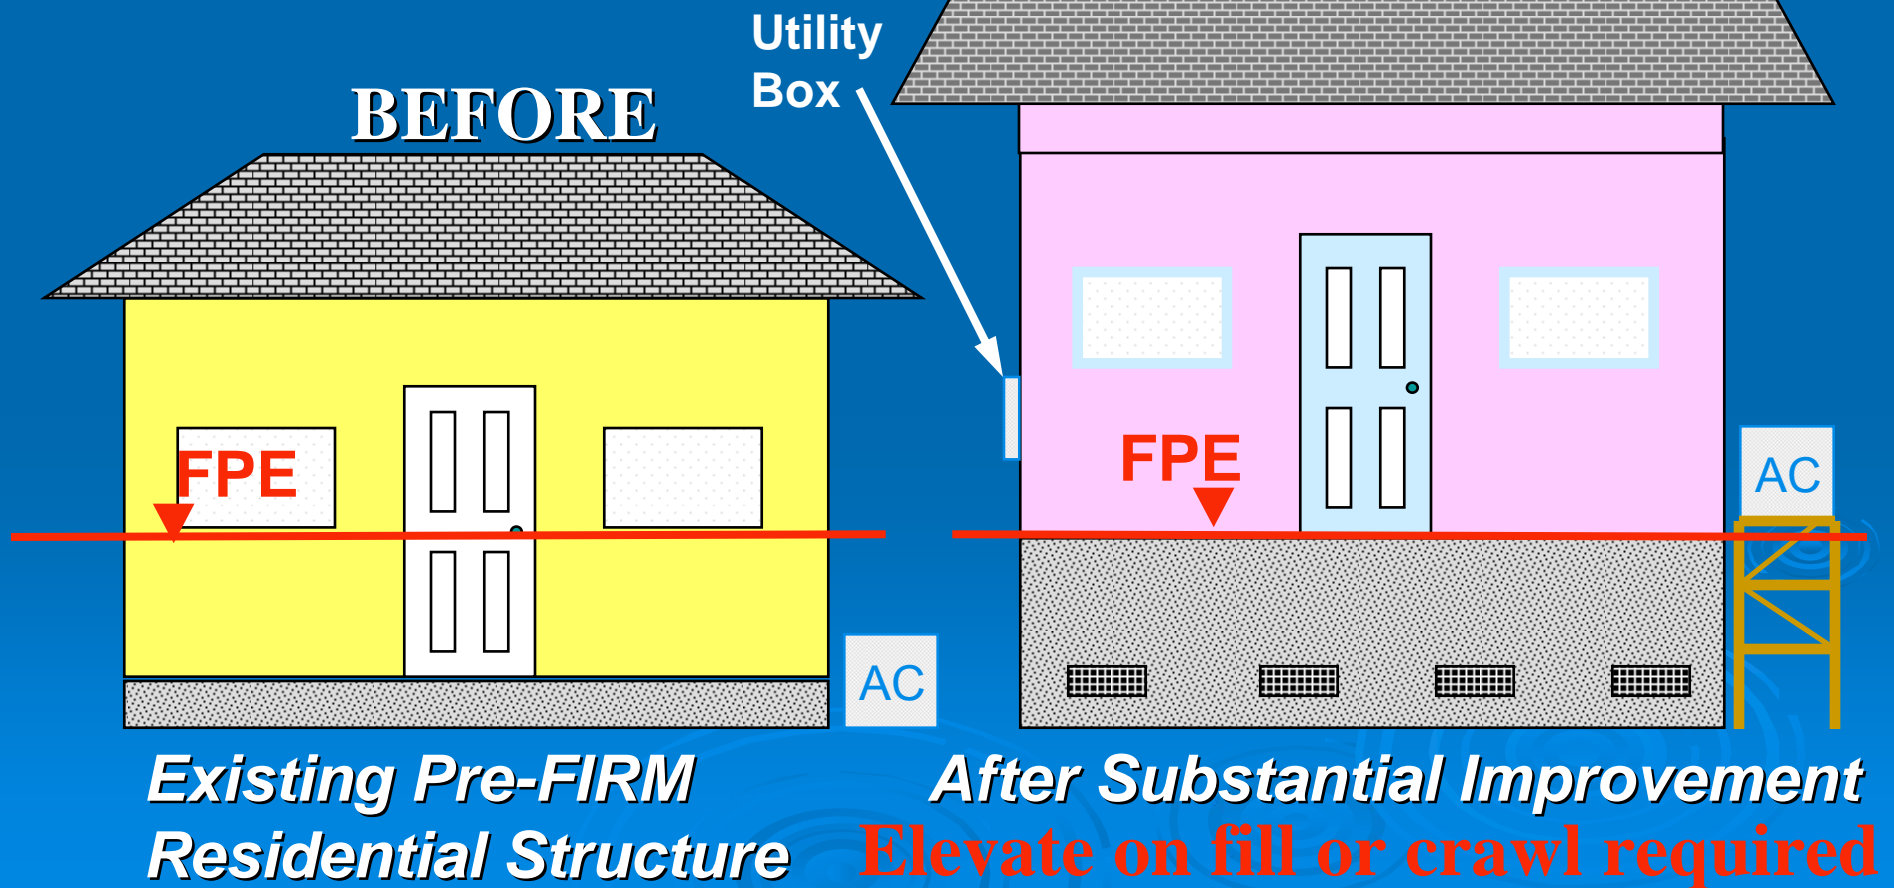 BEFORE
FPE
AC
Existing Pre-FIRM
Residential Structure
Utility
Box
FPE
AC
After Substantial Improvement
Elevate on fill or crawl required